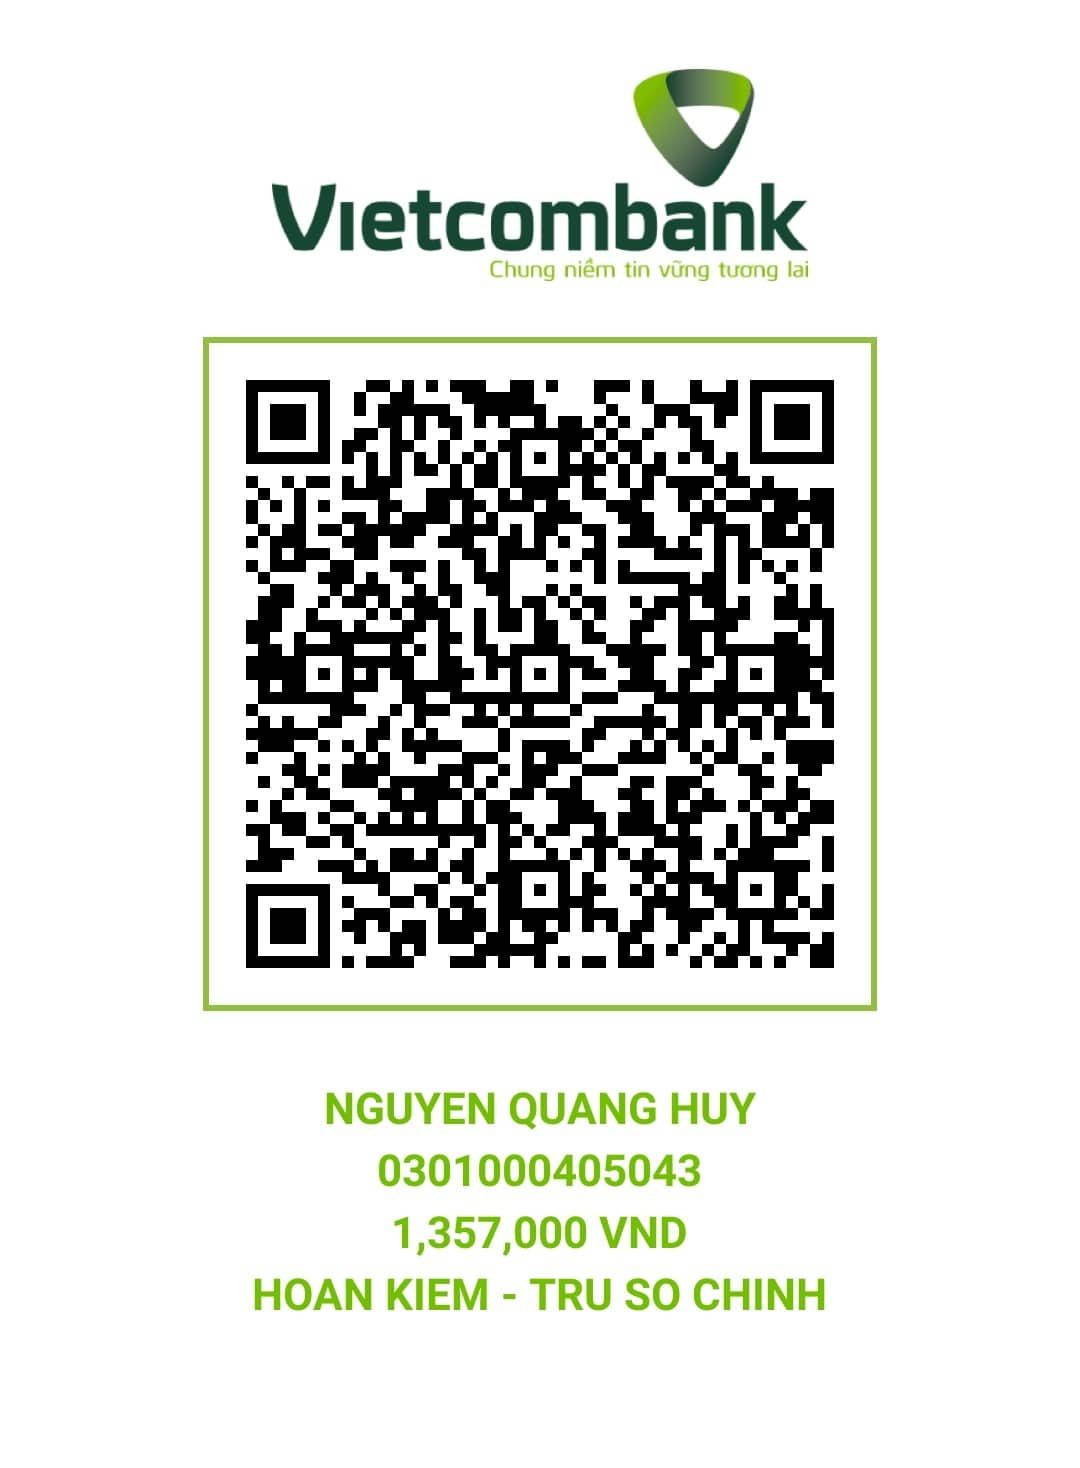 Vietcombank
Chung niềm tin vững tương lai
NGUYEN QUANG HUY
0301000405043
1,357,000 VND
HOAN KIEM - TRU SO CHINH